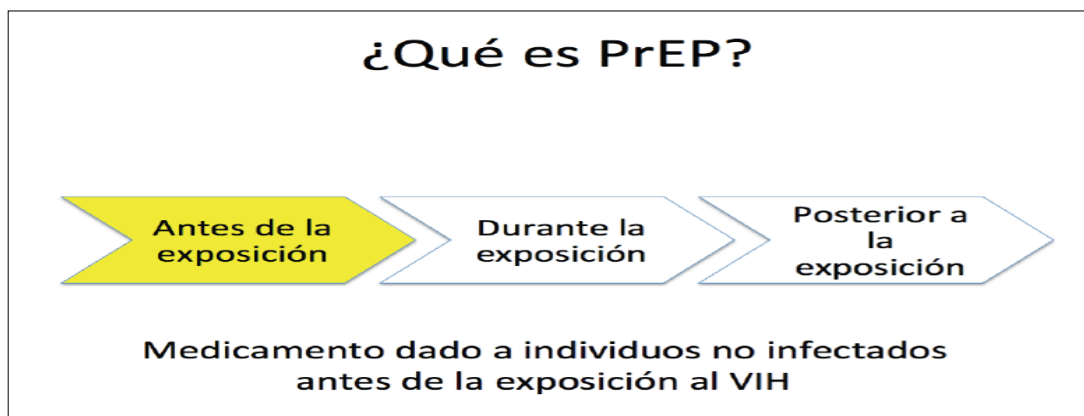 ¿Qué es PrEP?
Antes de la
exposición
Durante la
exposición
Posterior a
la
exposición
Medicamento dado a individuos no infectados
antes de la exposición al VIH